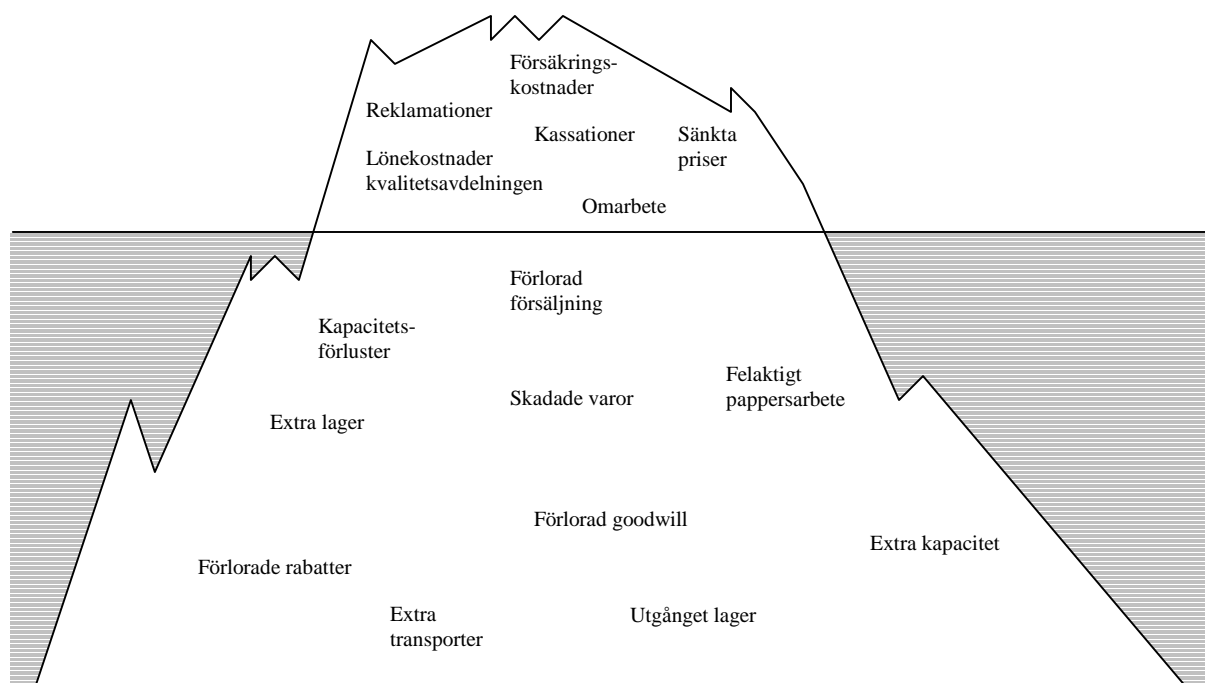 Försäkrings-
kostnader
Reklamationer
Kassationer
Sänkta
priser
Lönekostnader
kvalitetsavdelningen
Omarbete
Förlorad
försäljning
Kapacitets-
förluster
Felaktigt
pappersarbete
Skadade varor
Extra lager
Förlorad goodwill
Extra kapacitet
Förlorade rabatter
Extra
transporter
Utgånget lager